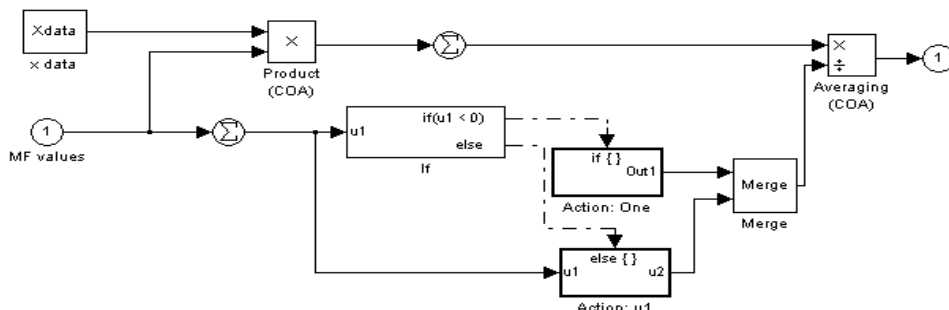 Xdata
x data
×
Product
(COA)
Σ
×
÷
Averaging
(COA)
1
1
MF values
Σ
u1
if(u1 < 0)
else
If
if { }
Out1
Action: One
Merge
Merge
else { }
u1
u2
Action: u1